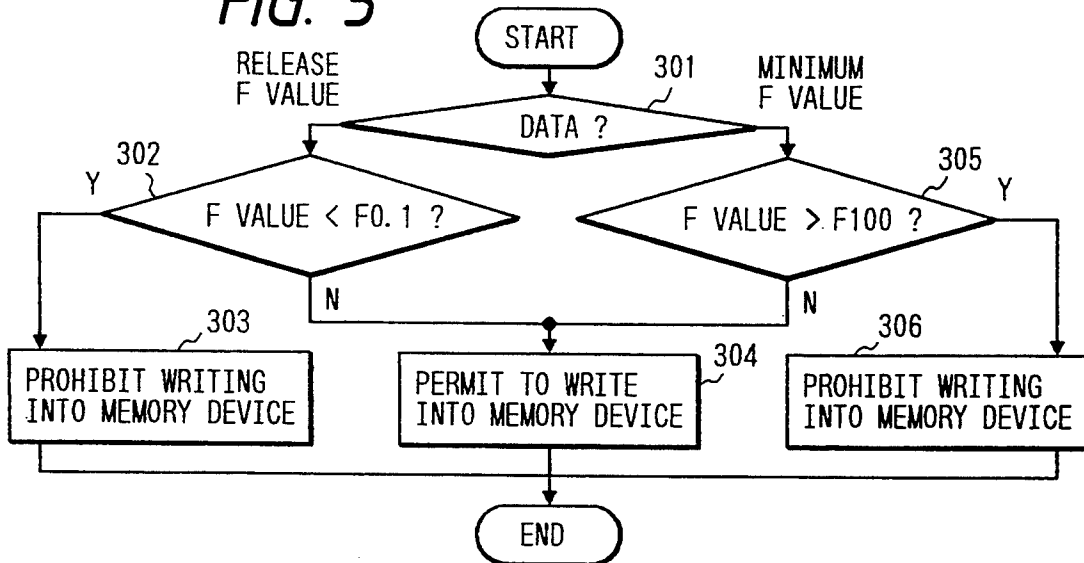 FIG. 3
START
RELEASE
F VALUE
301
MINIMUM
F VALUE
DATA ?
302
305
Y
F VALUE < F0.1 ?
F VALUE > F100 ?
Y
N
N
303
304
306
PROHIBIT WRITING
INTO MEMORY DEVICE
PERMIT TO WRITE
INTO MEMORY DEVICE
PROHIBIT WRITING
INTO MEMORY DEVICE
END